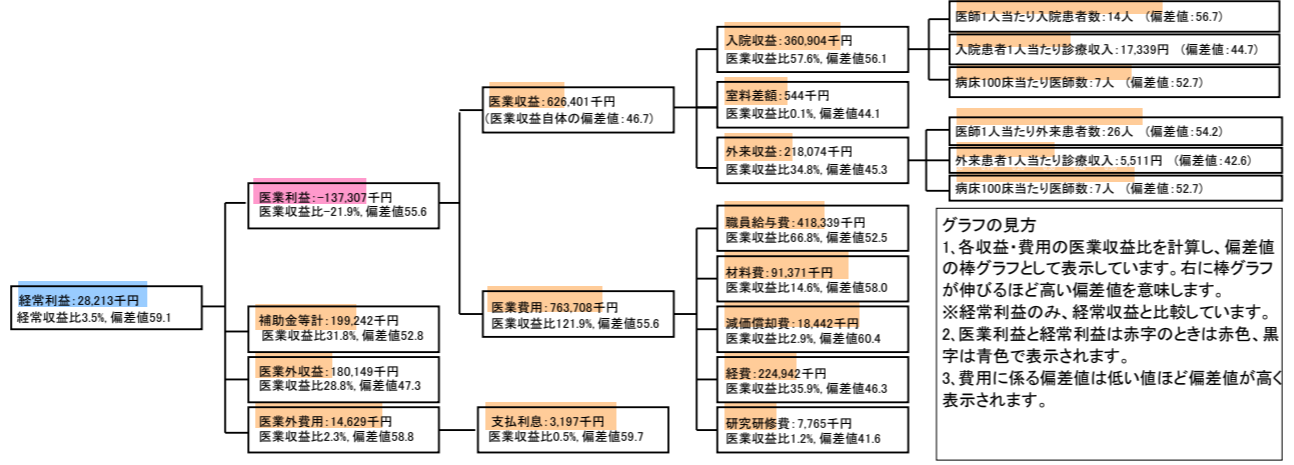 経常利益:28,213千円
経常収益比3.5%, 偏差値59.1
医業利益:-137,307千円
医業収益比-21.9%, 偏差値55.6
補助金等計:199,242千円
医業収益比31.8%, 偏差値52.8
医業外収益:180,149千円
医業収益比28.8%, 偏差値47.3
医業外費用:14,629千円
医業収益比2.3%, 偏差値58.8
医業収益:626,401千円
(医業収益自体の偏差値:46.7)
医業費用:763,708千円
医業収益比121.9%, 偏差値55.6
支払利息:3,197千円
医業収益比0.5%, 偏差値59.7
入院収益:360,904千円
医業収益比57.6%, 偏差値56.1
室料差額:544千円
医業収益比0.1%, 偏差値44.1
外来収益:218,074千円
医業収益比34.8%, 偏差値45.3
職員給与費:418,339千円
医業収益比66.8%, 偏差値52.5
材料費:91,371千円
医業収益比14.6%, 偏差値58.0
減価償却費:18,442千円
医業収益比2.9%, 偏差値60.4
経費:224,942千円
医業収益比35.9%, 偏差値46.3
研究研修費:7,765千円
医業収益比1.2%, 偏差値41.6
医師1人当たり入院患者数:14人 (偏差値:56.7)
入院患者1人当たり診療収入:17,339円 (偏差値:44.7)
病床100床当たり医師数:7人 (偏差値:52.7)
医師1人当たり外来患者数:26人 (偏差値:54.2)
外来患者1人当たり診療収入:5,511円 (偏差値:42.6)
病床100床当たり医師数:7人 (偏差値:52.7)
グラフの見方
1、各収益・費用の医業収益比を計算し、偏差値
の棒グラフとして表示しています。右に棒グラフ
が伸びるほど高い偏差値を意味します。
※経常利益のみ、経常収益と比較しています。
2、医業利益と経常利益は赤字のときは赤色、黒
字は青色で表示されます。
3、費用に係る偏差値は低い値ほど偏差値が高く
表示されます。